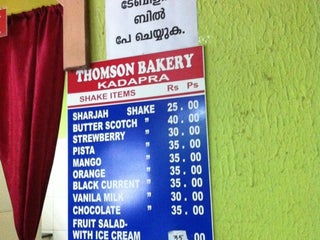 ടേബിളിൽ
ബിൽ
പേ ചെയ്യുക.
THOMSON BAKERY
KADAPRA
SHAKE ITEMS Rs Ps
SHARJAH SHAKE 25.00
BUTTER SCOTCH " 40.00
STREWBERRY " 30.00
PISTA " 35.00
MANGO " 35.00
ORANGE " 35.00
BLACK CURRENT " 35.00
VANILA MILK " 30.00
CHOCOLATE " 35.00
FRUIT SALAD-
WITH ICE CREAM 35.00